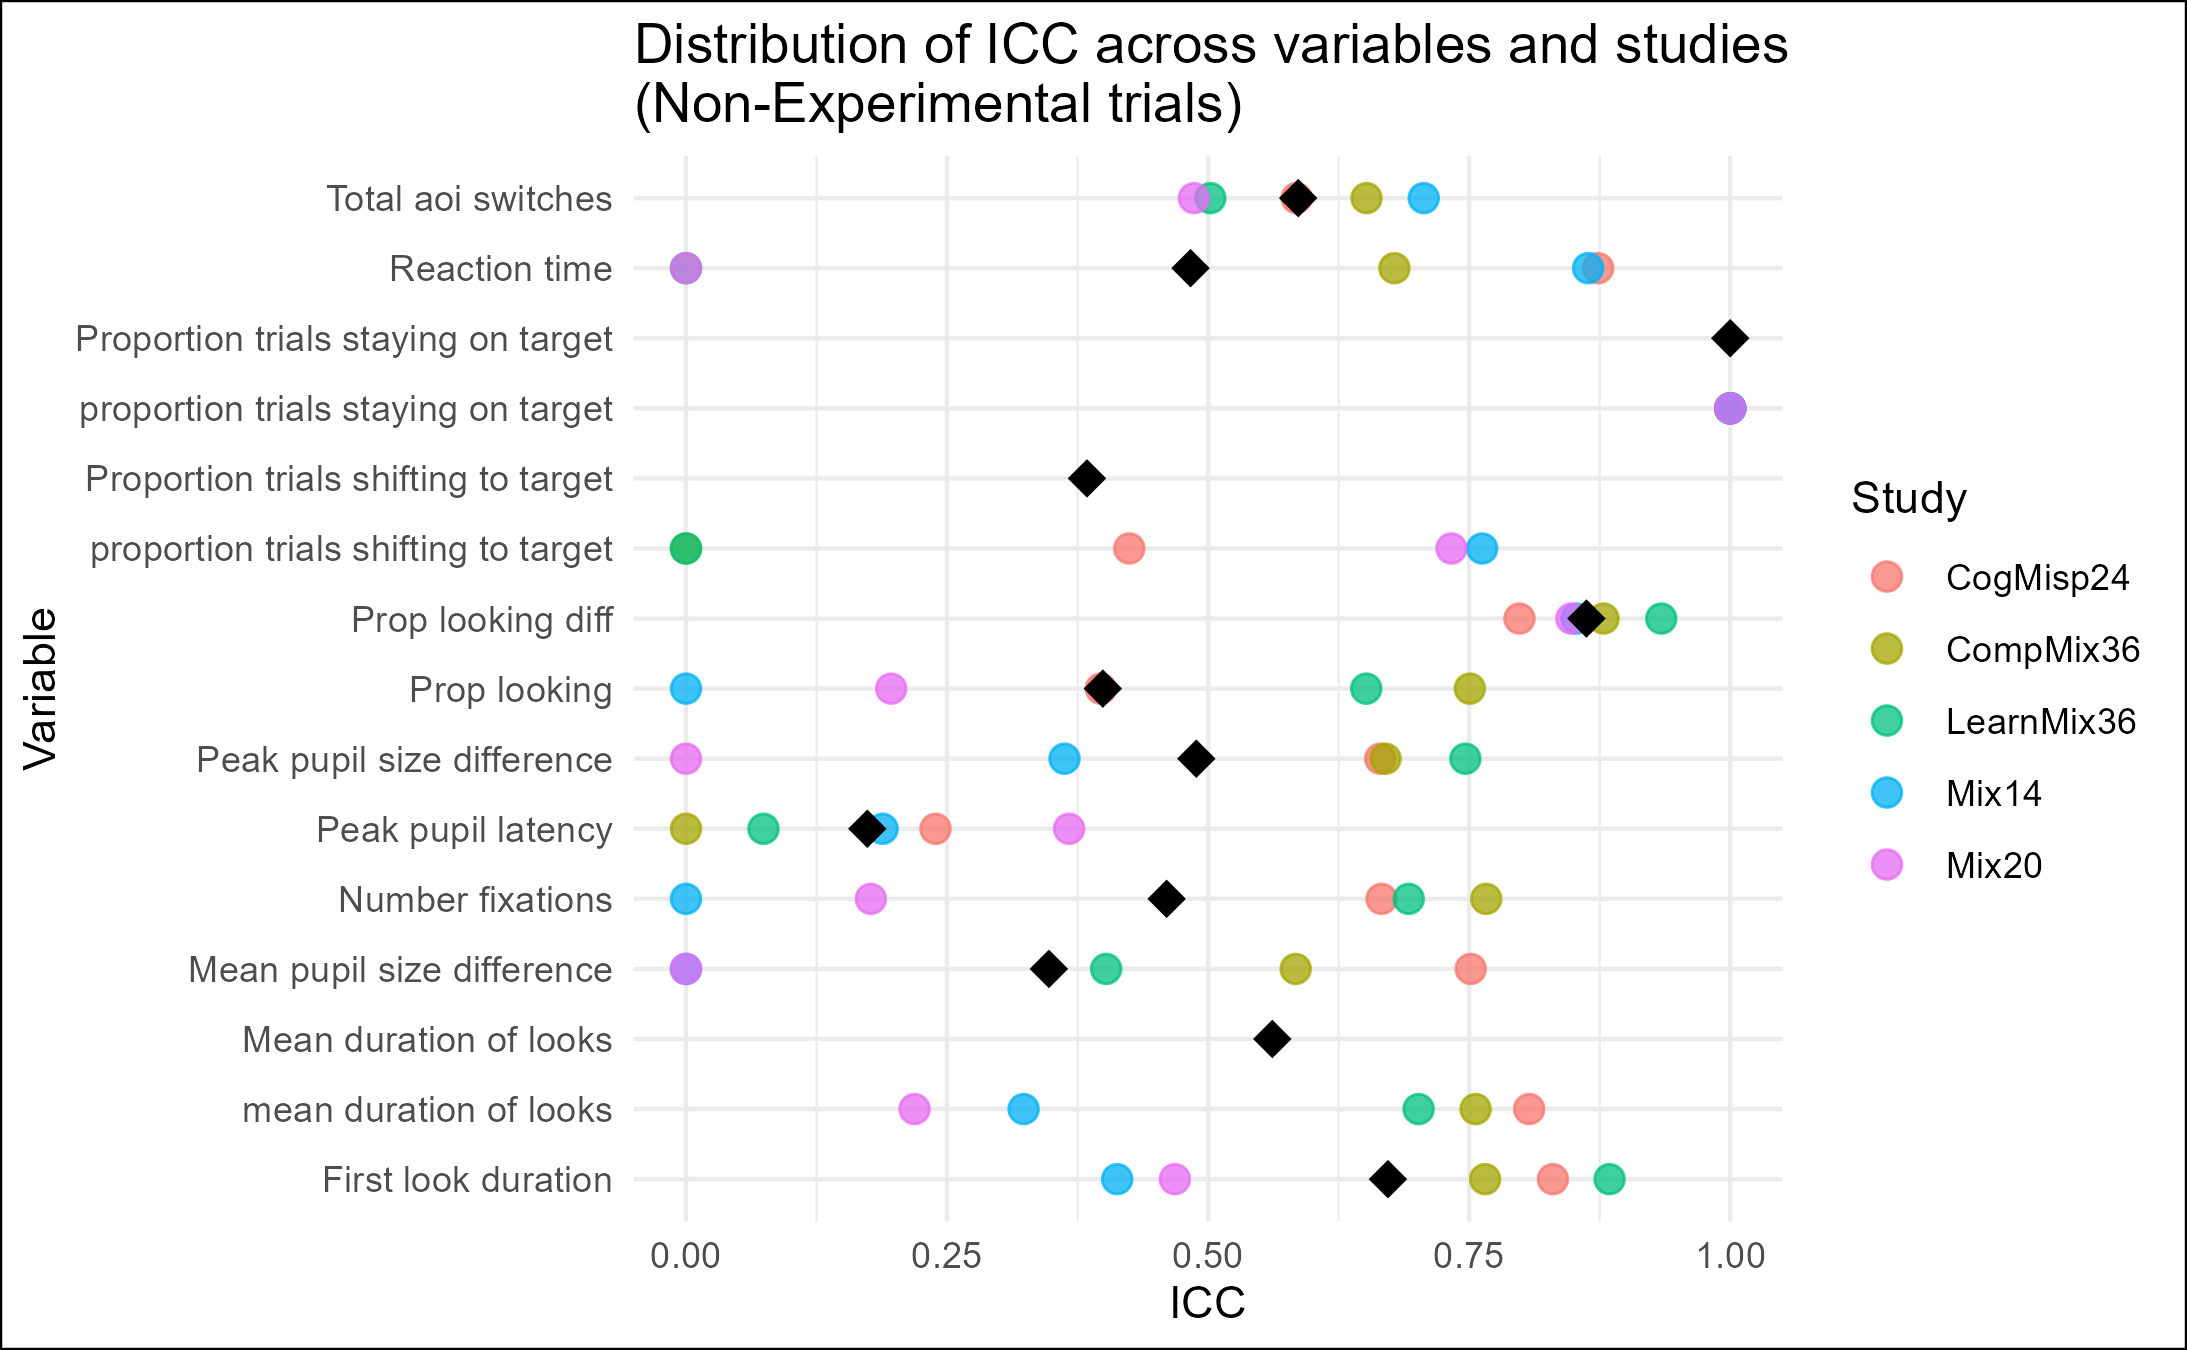 Distribution of ICC across variables and studies
(Non-Experimental trials)
Variable
Total aoi switches
Reaction time
Proportion trials staying on target
proportion trials staying on target
Proportion trials shifting to target
proportion trials shifting to target
Prop looking diff
Prop looking
Peak pupil size difference
Peak pupil latency
Number fixations
Mean pupil size difference
Mean duration of looks
mean duration of looks
First look duration
0.00 0.25 0.50 0.75 1.00
ICC
Study
CogMisp24
CompMix36
LearnMix36
Mix14
Mix20